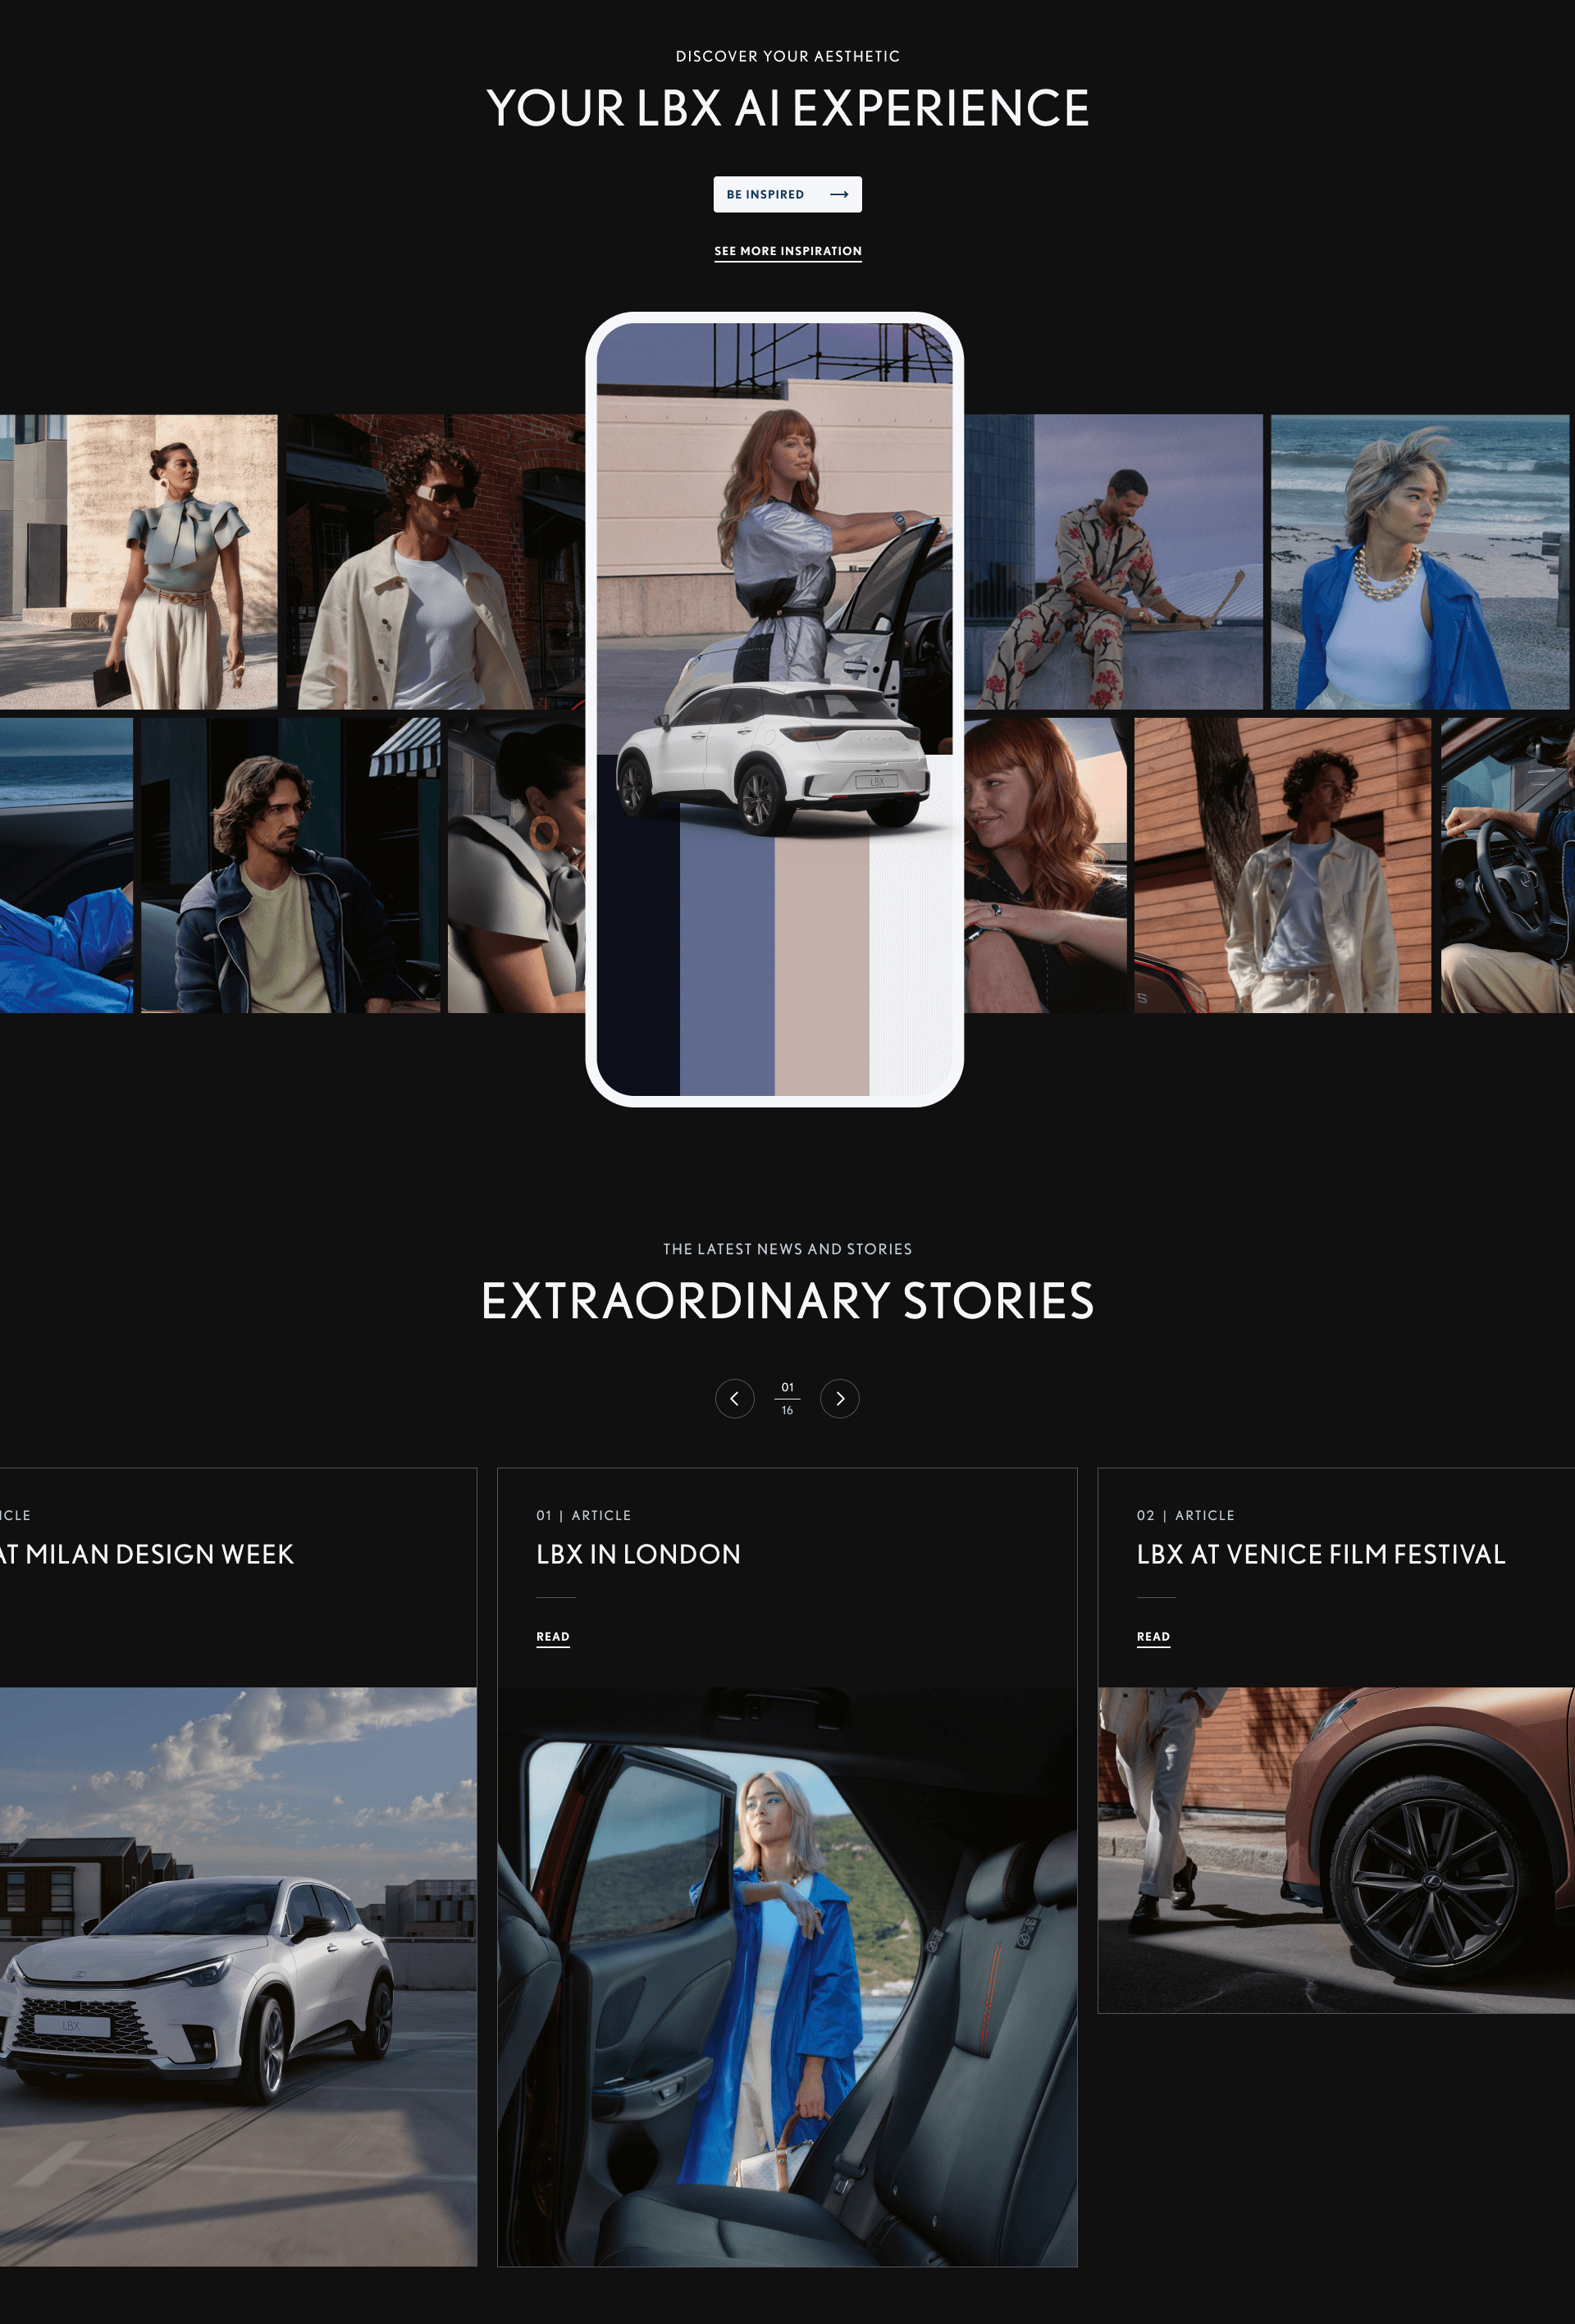 DISCOVER YOUR AESTHETIC
YOUR LBX AI EXPERIENCE
BE INSPIRED
SEE MORE INSPIRATION
LBX
S
THE LATEST NEWS AND STORIES
EXTRAORDINARY STORIES
01
16
ICLE
AT MILAN DESIGN WEEK
LBX
01 | ARTICLE
LBX IN LONDON
READ
02 | ARTICLE
LBX AT VENICE FILM FESTIVAL
READ